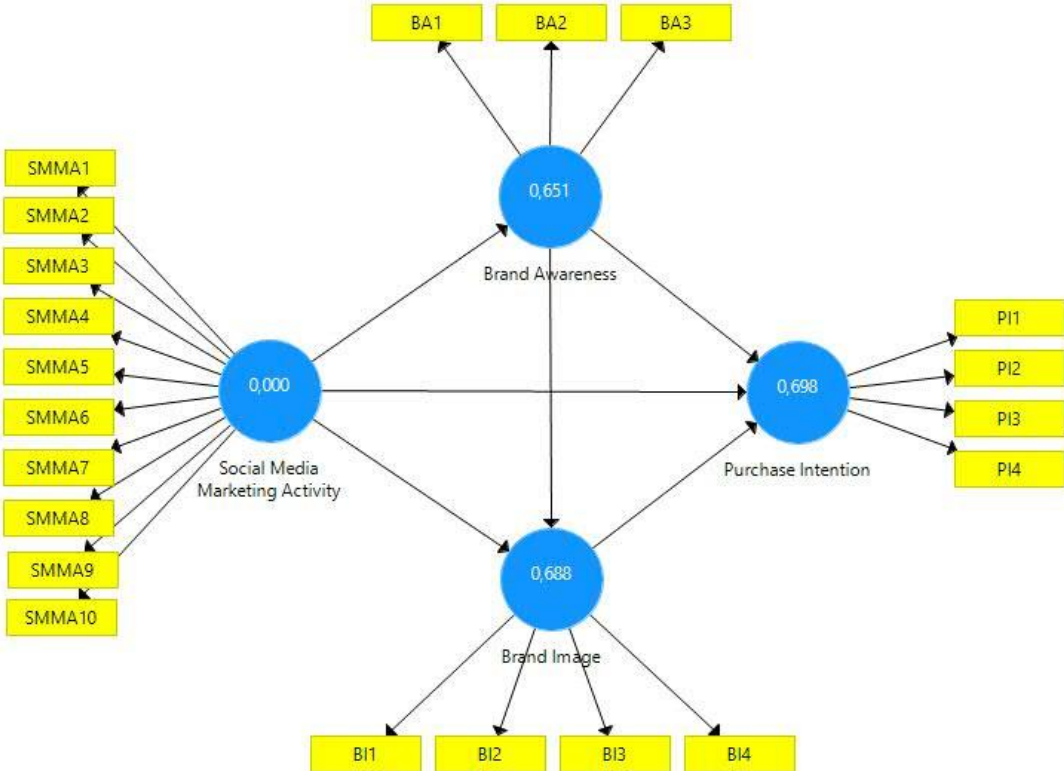 BA1
BA2
BA3
SMMA1
SMMA2
SMMA3
SMMA4
SMMA5
SMMA6
SMMA7
SMMA8
SMMA9
SMMA10
0,651
Brand Awareness
0,000
Social Media
Marketing Activity
0,698
Purchase Intention
PI1
PI2
PI3
PI4
0,688
Brand Image
BI1
BI2
BI3
BI4